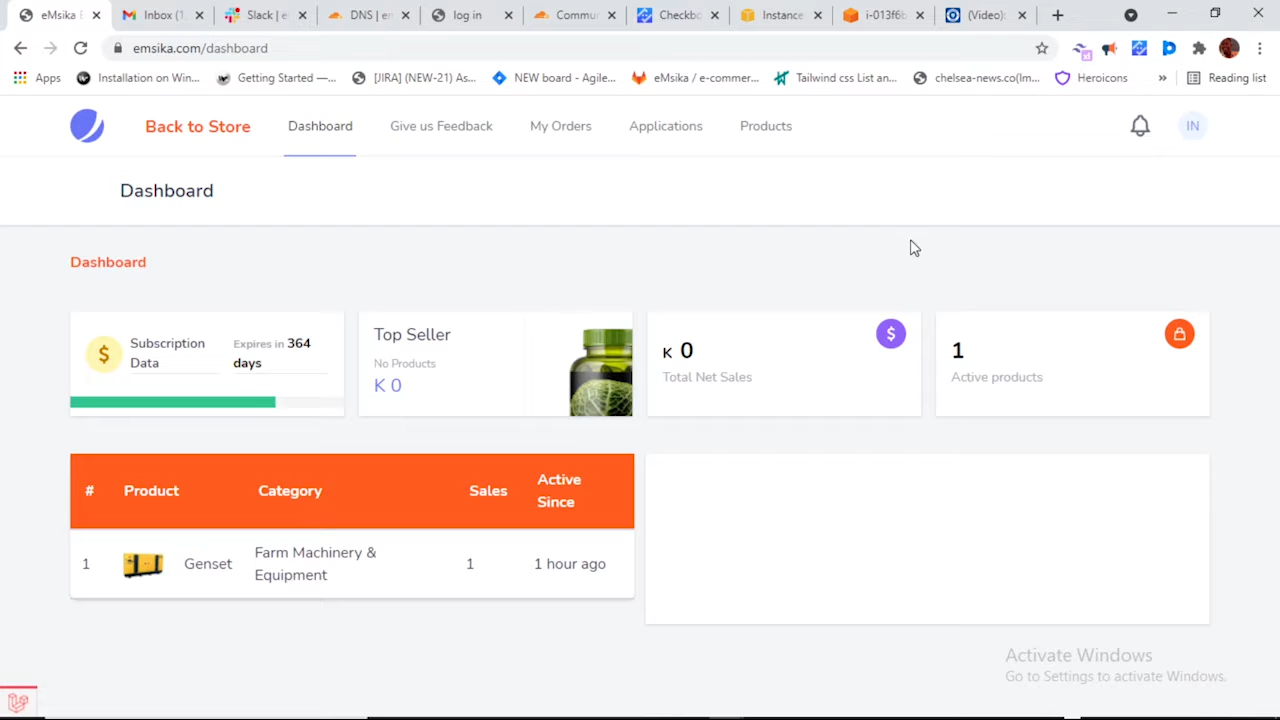 eMsika E
Inbox (1
Slack | e
DNS | em
log in
Commur
Checkbo
Instance
i-013f6b
(Video)
emsika.com/dashboard
Apps
Installation on Win...
Getting Started —...
[JIRA] (NEW-21) As...
NEW board - Agile...
eMsika / e-commer...
Tailwind css List an...
chelsea-news.co(lm...
Heroicons
»
Reading list
Back to Store
Dashboard
Give us Feedback
My Orders
Applications
Products
IN
Dashboard
Dashboard
Subscription
Data
Expires in 364
days
Top Seller
No Products
K 0
K 0
Total Net Sales
1
Active products
# Product Category Sales Active
Since
1 Genset Farm Machinery &
Equipment 1 1 hour ago
Activate Windows
Go to Settings to activate Windows.